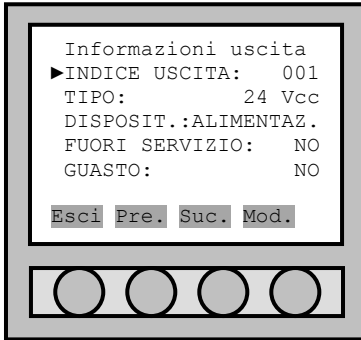 Informazioni uscita
►INDICE USCITA: 001
TIPO: 24 Vcc
DISPOSIT.:ALIMENTAZ.
FUORI SERVIZIO: NO
GUASTO: NO
Esci Pre. Suc. Mod.